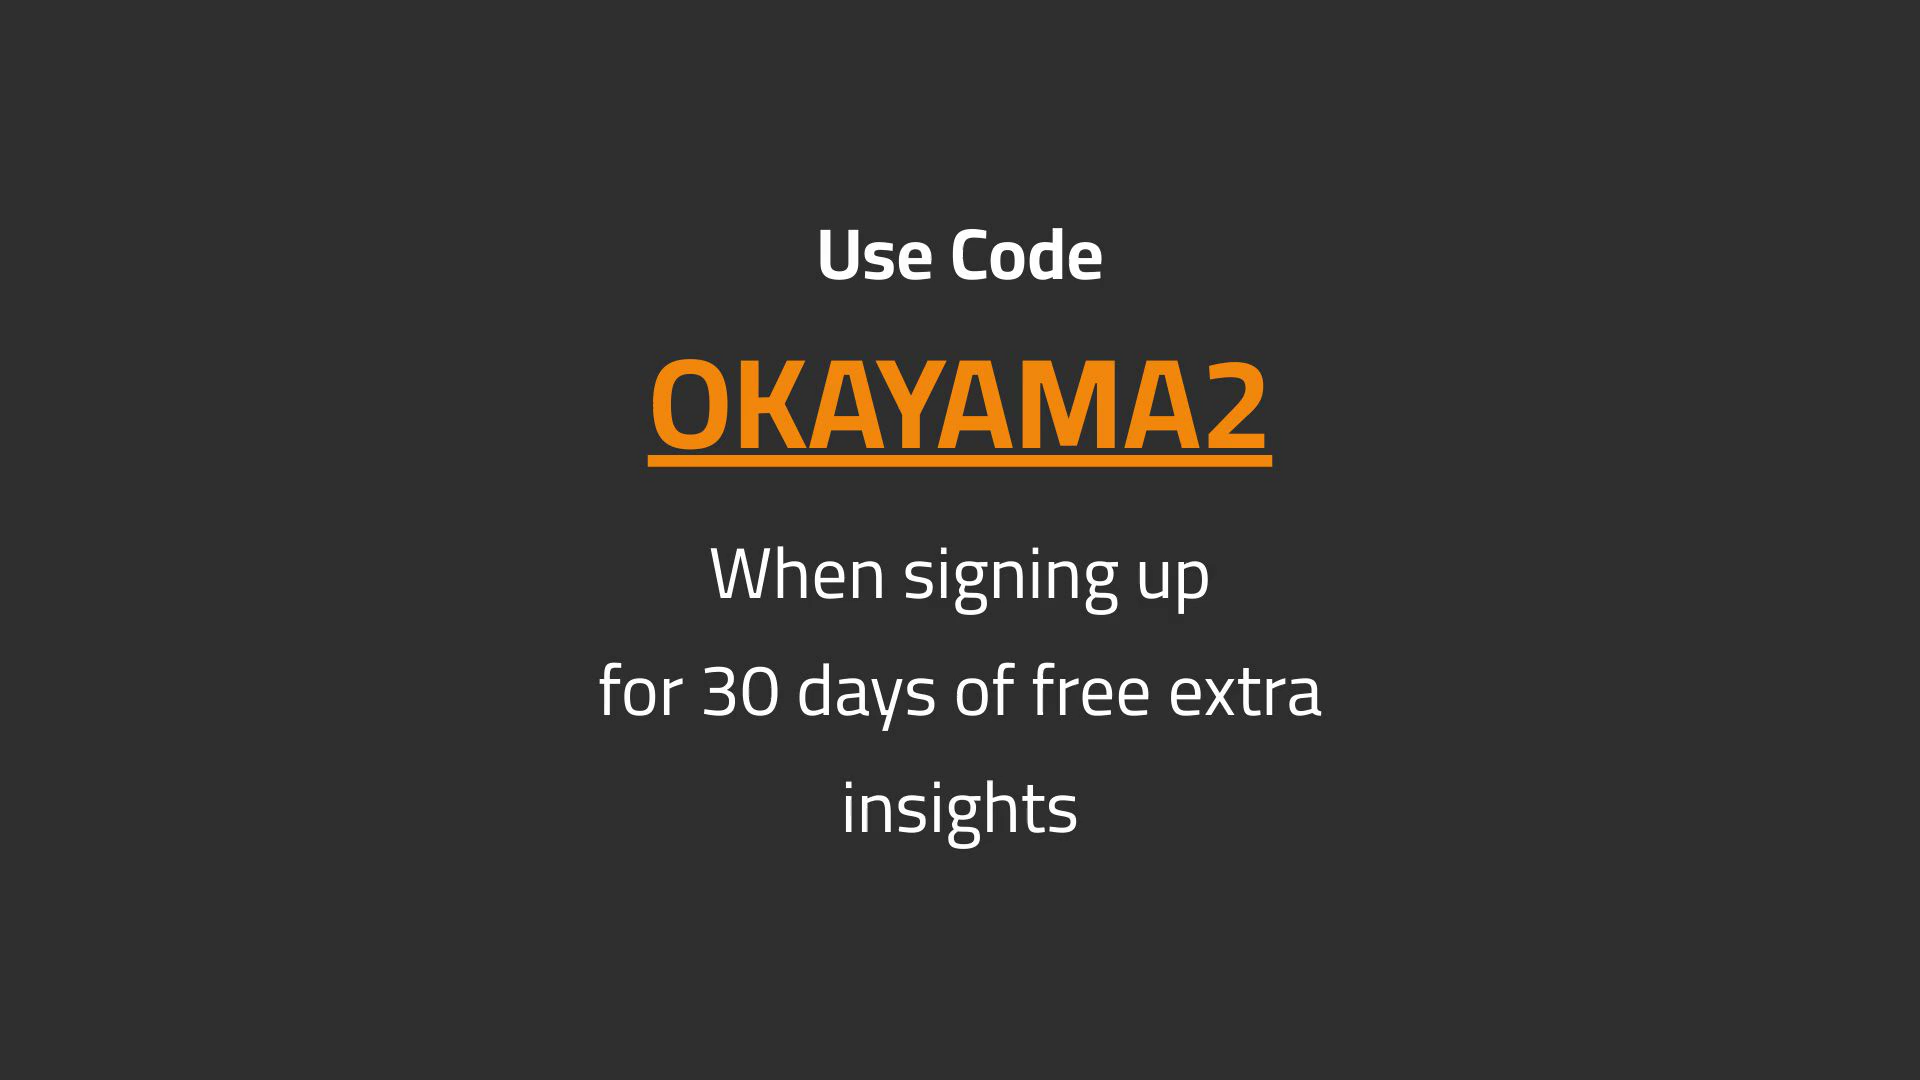 Use Code
OKAYAMA2
When signing up
for 30 days of free extra
insights